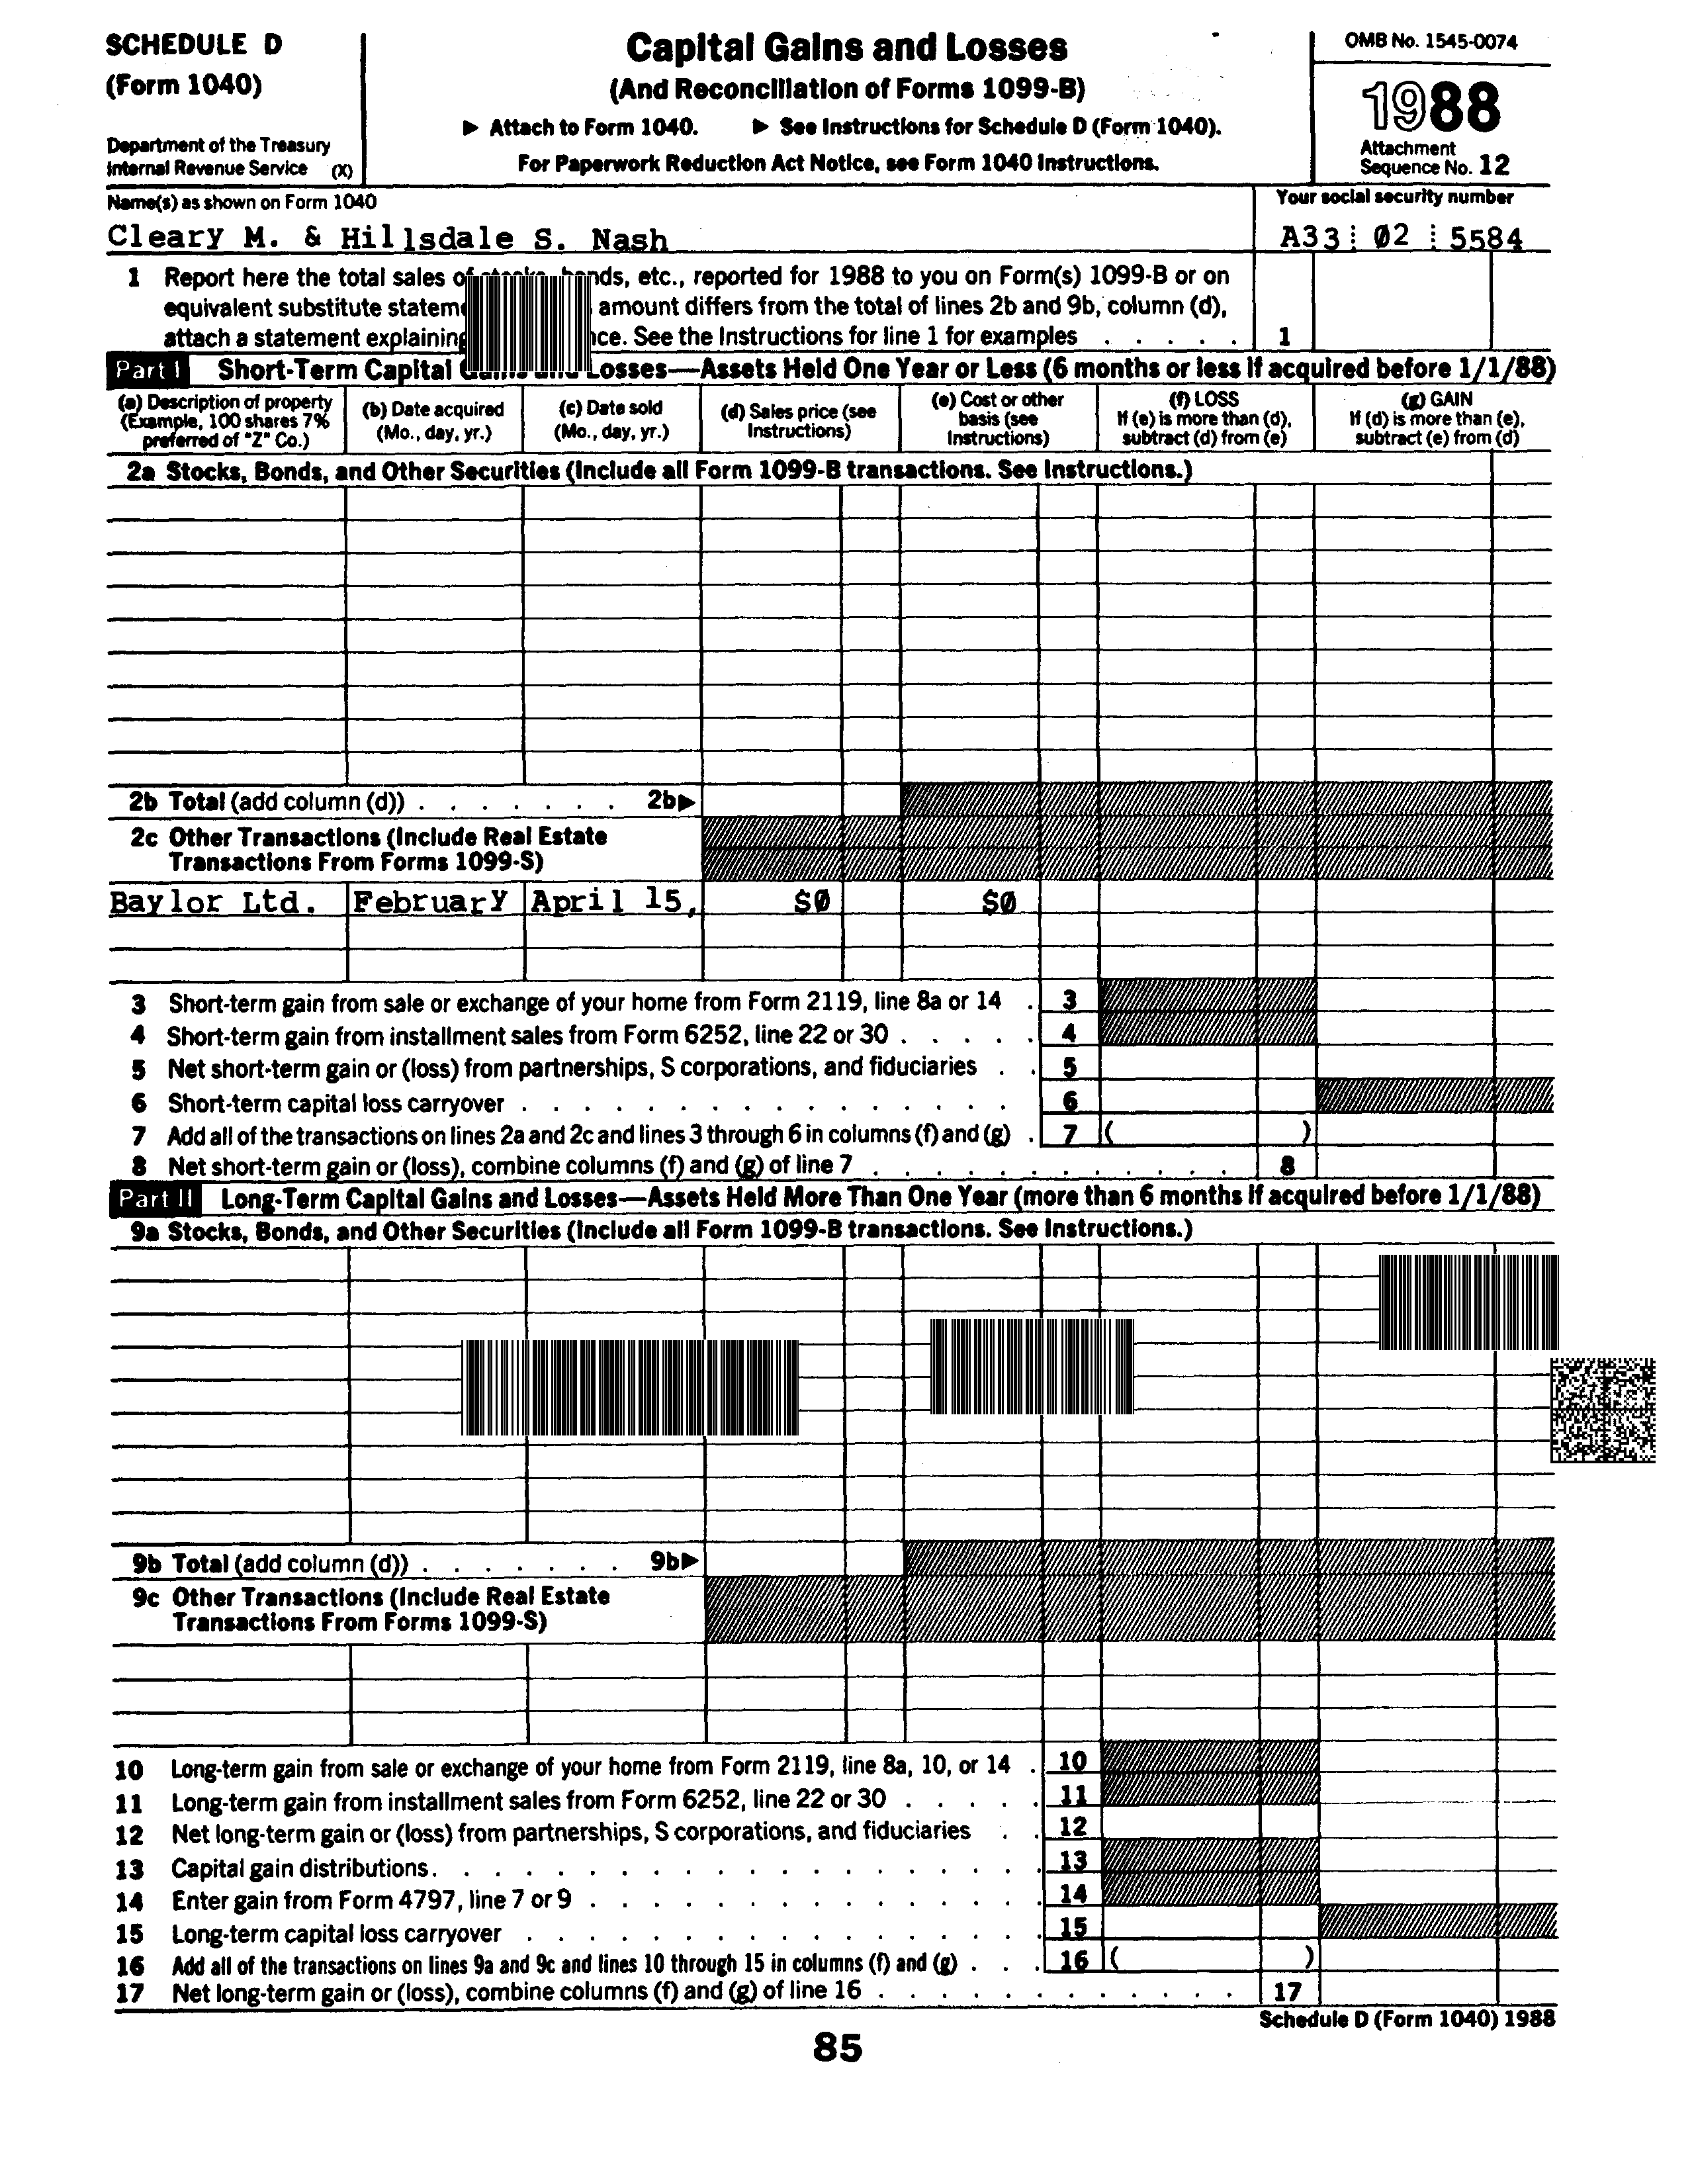 SCHEDULE D
(Form 1040)
Department of the Treasury
Internal Revenue Service (X)
Capital Gains and Losses
(And Reconciliation of Forms 1099-B)
▶ Attach to Form 1040. ▶ See Instructions for Schedule D (Form 1040).
For Paperwork Reduction Act Notice, see Form 1040 Instructions.
OMB No. 1545-0074
1988
Attachment
Sequence No. 12
Name(s) as shown on Form 1040
Cleary M. & Hillsdale S. Nash
Your social security number
A33 02 5584
1 Report here the total sales of nds, etc., reported for 1988 to you on Form(s) 1099-B or on
equivalent substitute amount differs from the total of lines 2b and 9b, column (d),
attach a statement explaining See the Instructions for line 1 for examples . . . . . 1
Part I Short-Term Capital Losses—Assets Held One Year or Less (6 months or less if acquired before 1/1/88)
(a) Description of property
(Example, 100 shares 7%
preferred of "Z" Co.)
(b) Date acquired
(Mo., day, yr.)
(c) Date sold
(Mo., day, yr.)
(d) Sales price (see
Instructions)
(e) Cost or other
basis (see
Instructions)
(f) LOSS
If (e) is more than (d),
subtract (d) from (e)
(g) GAIN
If (d) is more than (e),
subtract (e) from (d)
2a Stocks, Bonds, and Other Securities (Include all Form 1099-B transactions. See Instructions.)
2b Total (add column (d)) . . . . . . . 2b▶
2c Other Transactions (Include Real Estate
Transactions From Forms 1099-S)
Baylor Ltd. February April 15, $0 $0
3 Short-term gain from sale or exchange of your home from Form 2119, line 8a or 14 . 3
4 Short-term gain from installment sales from Form 6252, line 22 or 30 . . . . . . 4
5 Net short-term gain or (loss) from partnerships, S corporations, and fiduciaries . . 5
6 Short-term capital loss carryover . . . . . . . . . . . . . . . . 6
7 Add all of the transactions on lines 2a and 2c and lines 3 through 6 in columns (f) and (g) . 7 ( )
8 Net short-term gain or (loss), combine columns (f) and (g) of line 7 . . . . . . . . . . . . 8
Part II Long-Term Capital Gains and Losses—Assets Held More Than One Year (more than 6 months if acquired before 1/1/88)
9a Stocks, Bonds, and Other Securities (Include all Form 1099-B transactions. See Instructions.)
9b Total (add column (d)) . . . . . . . 9b▶
9c Other Transactions (Include Real Estate
Transactions From Forms 1099-S)
10 Long-term gain from sale or exchange of your home from Form 2119, line 8a, 10, or 14 . 10
11 Long-term gain from installment sales from Form 6252, line 22 or 30 . . . . . . 11
12 Net long-term gain or (loss) from partnerships, S corporations, and fiduciaries . . 12
13 Capital gain distributions. . . . . . . . . . . . . . . . . . . 13
14 Enter gain from Form 4797, line 7 or 9 . . . . . . . . . . . . . . 14
15 Long-term capital loss carryover . . . . . . . . . . . . . . . . 15
16 Add all of the transactions on lines 9a and 9c and lines 10 through 15 in columns (f) and (g) . . . 16 ( )
17 Net long-term gain or (loss), combine columns (f) and (g) of line 16 . . . . . . . . . . . . 17
Schedule D (Form 1040) 1988
85